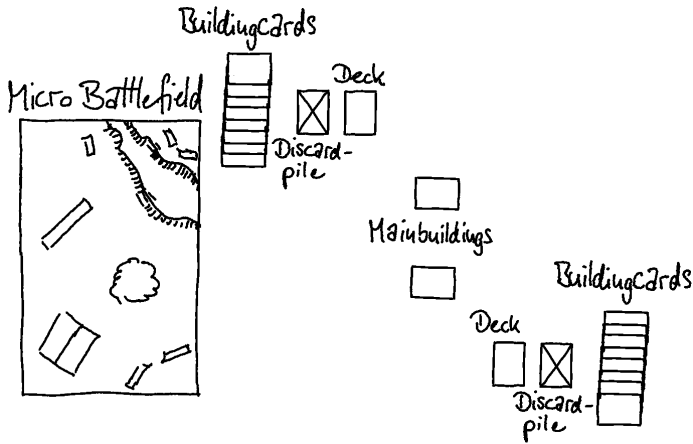 Buildingcards
Deck
Micro Battlefield
Discard-
pile
Mainbuildings
Buildingcards
Deck
Discard-
pile